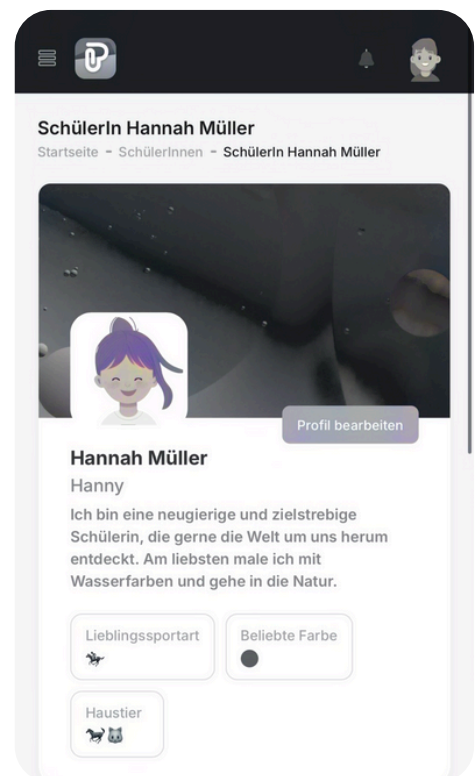 SchülerIn Hannah Müller
Startseite - SchülerInnen - SchülerIn Hannah Müller
Profil bearbeiten
Hannah Müller
Hanny
Ich bin eine neugierige und zielstrebige
Schülerin, die gerne die Welt um uns herum
entdeckt. Am liebsten male ich mit
Wasserfarben und gehe in die Natur.
Lieblingssportart
Beliebte Farbe
Haustier